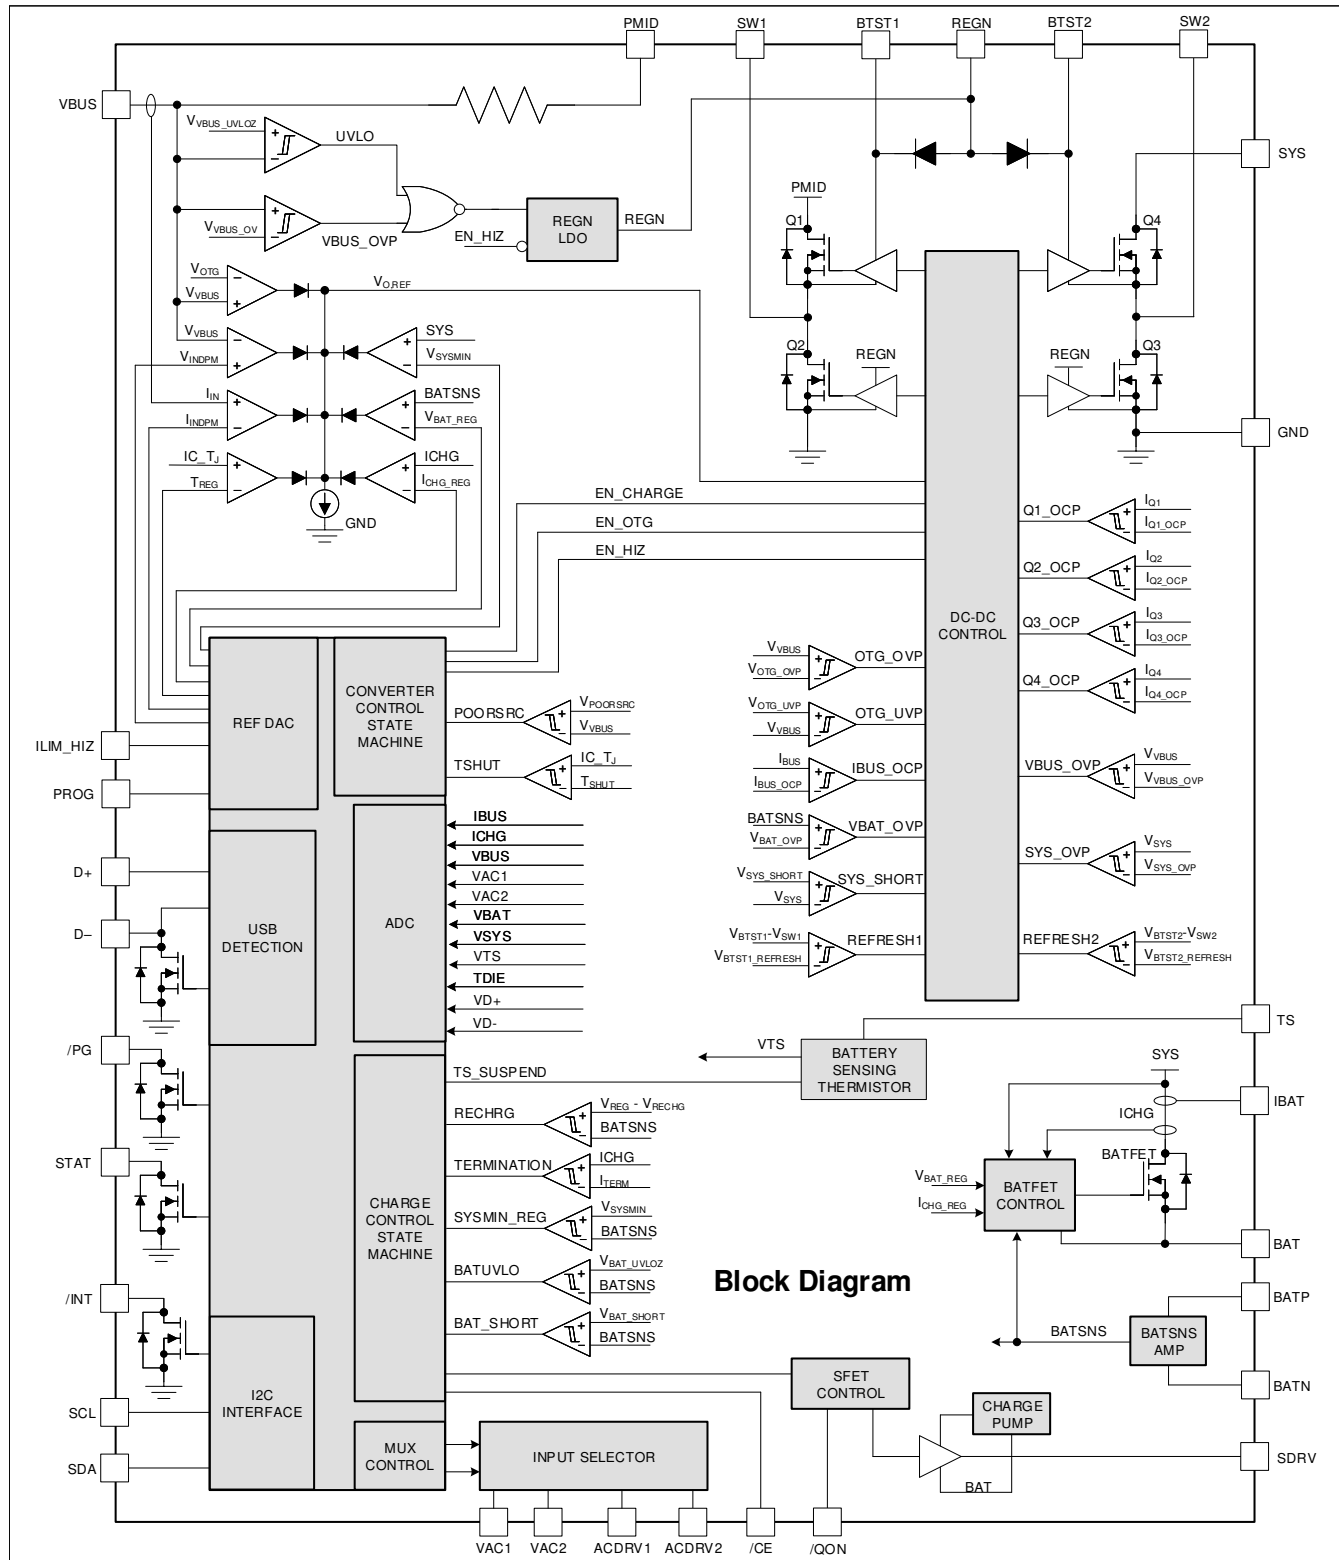 PMID
SW1
BTST1
REGN
BTST2
SW2
VBUS
VVBUS_UVLOZ
UVLO
SYS
PMID
VVBUS_OV
VBUS_OVP
EN_HIZ
REGN
LDO
REGN
Q1
Q4
VOTG
VVBUS
VO,REF
VVBUS
VINDPM
SYS
VSYSMIN
Q2
REGN
REGN
Q3
IIN
IINDPM
BATSNS
VBAT_REG
GND
IC_TJ
TREG
ICHG
ICHG_REG
GND
EN_CHARGE
EN_OTG
EN_HIZ
DC-DC
CONTROL
Q1_OCP
IQ1
IQ1_OCP
Q2_OCP
IQ2
IQ2_OCP
Q3_OCP
IQ3
IQ3_OCP
Q4_OCP
IQ4
IQ4_OCP
VVBUS
VOTG_OVP
OTG_OVP
VOTG_UVP
VVBUS
OTG_UVP
IBUS
IBUS_OCP
IBUS_OCP
BATSNS
VBAT_OVP
VBAT_OVP
VSYS_SHORT
VSYS
SYS_SHORT
VBTST1-VSW1
VBTST1_REFRESH
REFRESH1
VBUS_OVP
VVBUS
VVBUS_OVP
SYS_OVP
VSYS
VSYS_OVP
REFRESH2
VBTST2-VSW2
VBTST2_REFRESH
REF DAC
CONVERTER
CONTROL
STATE
MACHINE
POORSRC
VPOORSRC
VVBUS
TSHUT
IC_TJ
TSHUT
ILIM_HIZ
PROG
D+
D–
USB
DETECTION
ADC
IBUS
ICHG
VBUS
VAC1
VAC2
VBAT
VSYS
VTS
TDIE
VD+
VD-
/PG
STAT
/INT
SCL
SDA
TS
VTS
BATTERY
SENSING
THERMISTOR
TS_SUSPEND
RECHRG
VREG - VRECHG
BATSNS
TERMINATION
ICHG
ITERM
CHARGE
CONTROL
STATE
MACHINE
SYSMIN_REG
VSYSMIN
BATSNS
BATUVLO
VBAT_UVLOZ
BATSNS
BAT_SHORT
VBAT_SHORT
BATSNS
SYS
IBAT
ICHG
BATFET
VBAT_REG
ICHG_REG
BATFET
CONTROL
BAT
Block Diagram
BATP
BATSNS
BATSNS
AMP
BATN
I2C
INTERFACE
SFET
CONTROL
CHARGE
PUMP
MUX
CONTROL
INPUT SELECTOR
BAT
SDRV
VAC1
VAC2
ACDRV1
ACDRV2
/CE
/QON